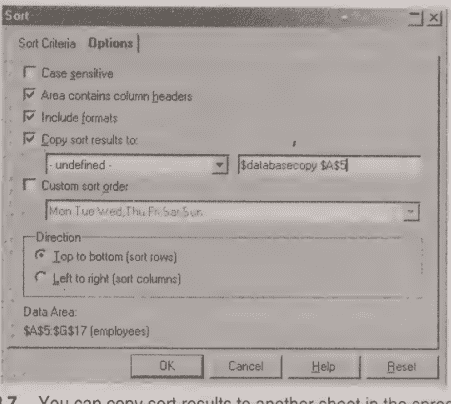 Sort
Sort Criteria Options
Case sensitive
Area contains column headers
Include formats
Copy sort results to:
- undefined - $databasecopy $A$5
Custom sort order
Mon Tue Wed,Thu Fri Sat Sun
Direction
Top to bottom (sort rows)
Left to right (sort columns)
Data Area:
$A$5:$G$17 (employees)
OK Cancel Help Reset
You can copy sort results to another sheet in the